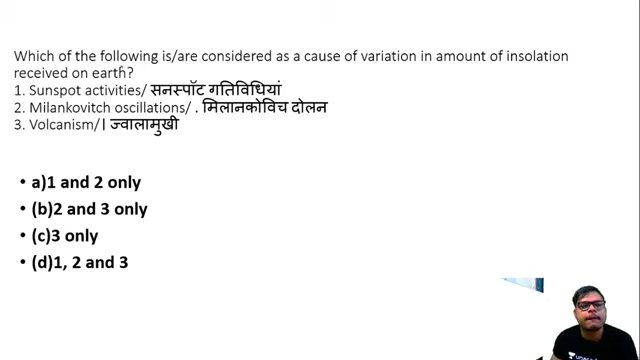 Which of the following is/are considered as a cause of variation in amount of insolation
received on earth?
1. Sunspot activities/ सनस्पॉट गतिविधियां
2. Milankovitch oscillations/ . मिलानकोविच दोलन
3. Volcanism/। ज्वालामुखी
• a)1 and 2 only
• (b)2 and 3 only
• (c)3 only
• (d)1, 2 and 3